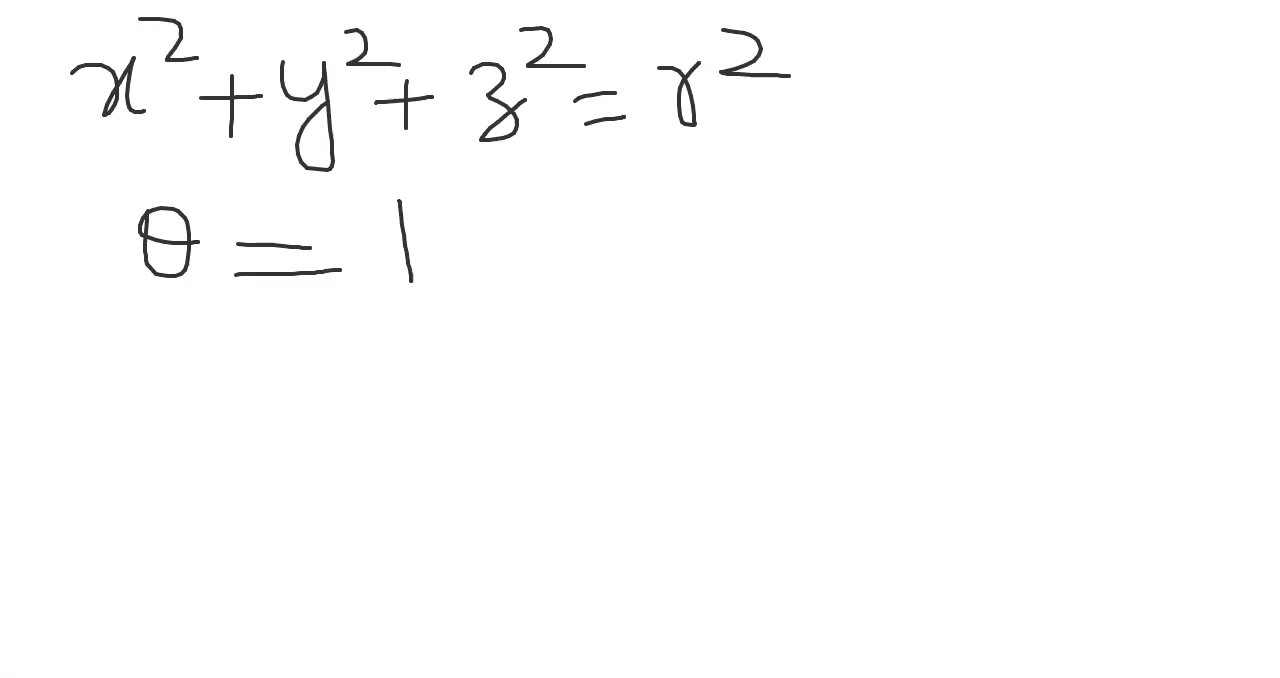 x² + y² + z² = r²
θ = 1